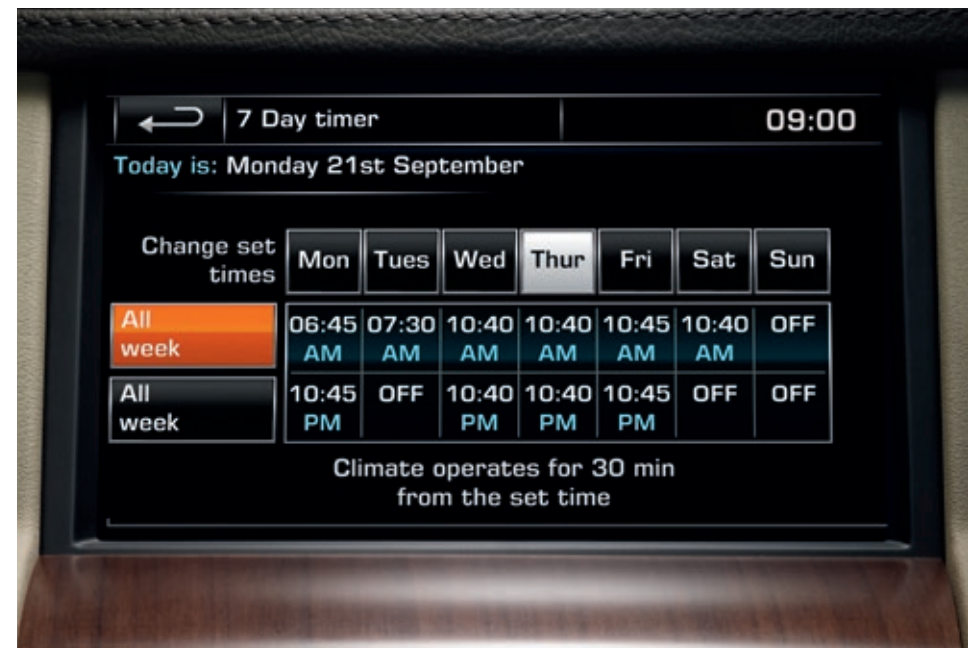 7 Day timer 09:00
Today is: Monday 21st September
Change set
times
Mon Tues Wed Thur Fri Sat Sun
All
week
06:45 07:30 10:40 10:40 10:45 10:40 OFF
AM AM AM AM AM AM
All
week
10:45 OFF 10:40 10:40 10:45 OFF OFF
PM PM PM PM
Climate operates for 30 min
from the set time